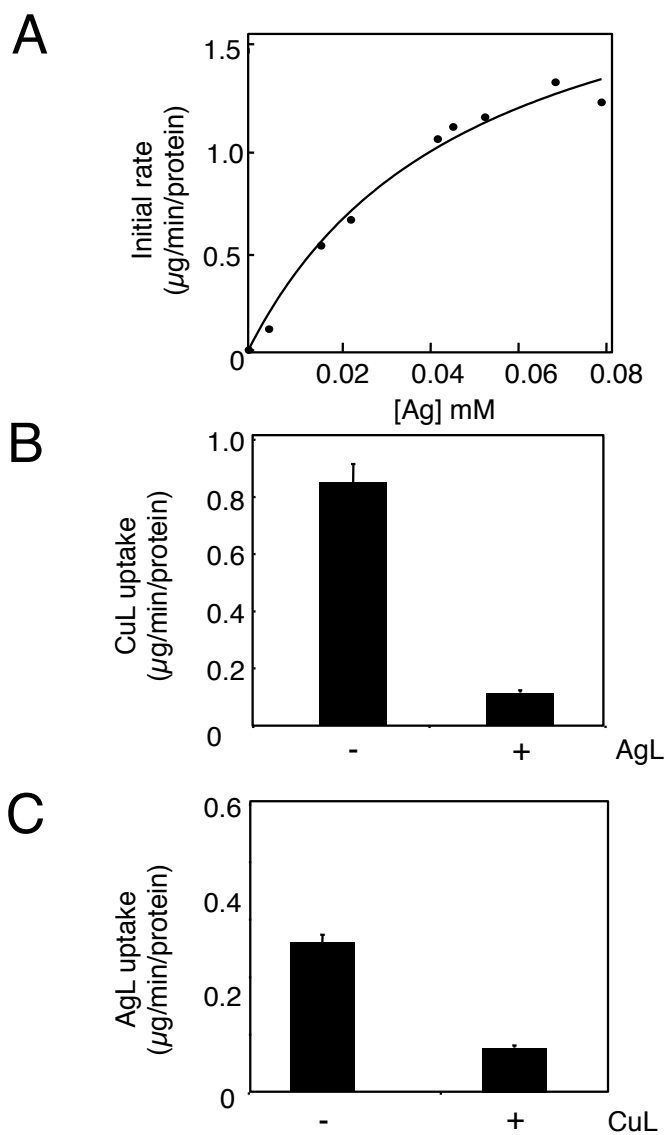 A
Initial rate
(µg/min/protein)
1.5
1.0
0.5
0
0.02 0.04 0.06 0.08
[Ag] mM
B
CuL uptake
(µg/min/protein)
1.0
0.8
0.6
0.4
0.2
0
- + AgL
C
AgL uptake
(µg/min/protein)
0.6
0.4
0.2
0
- + CuL